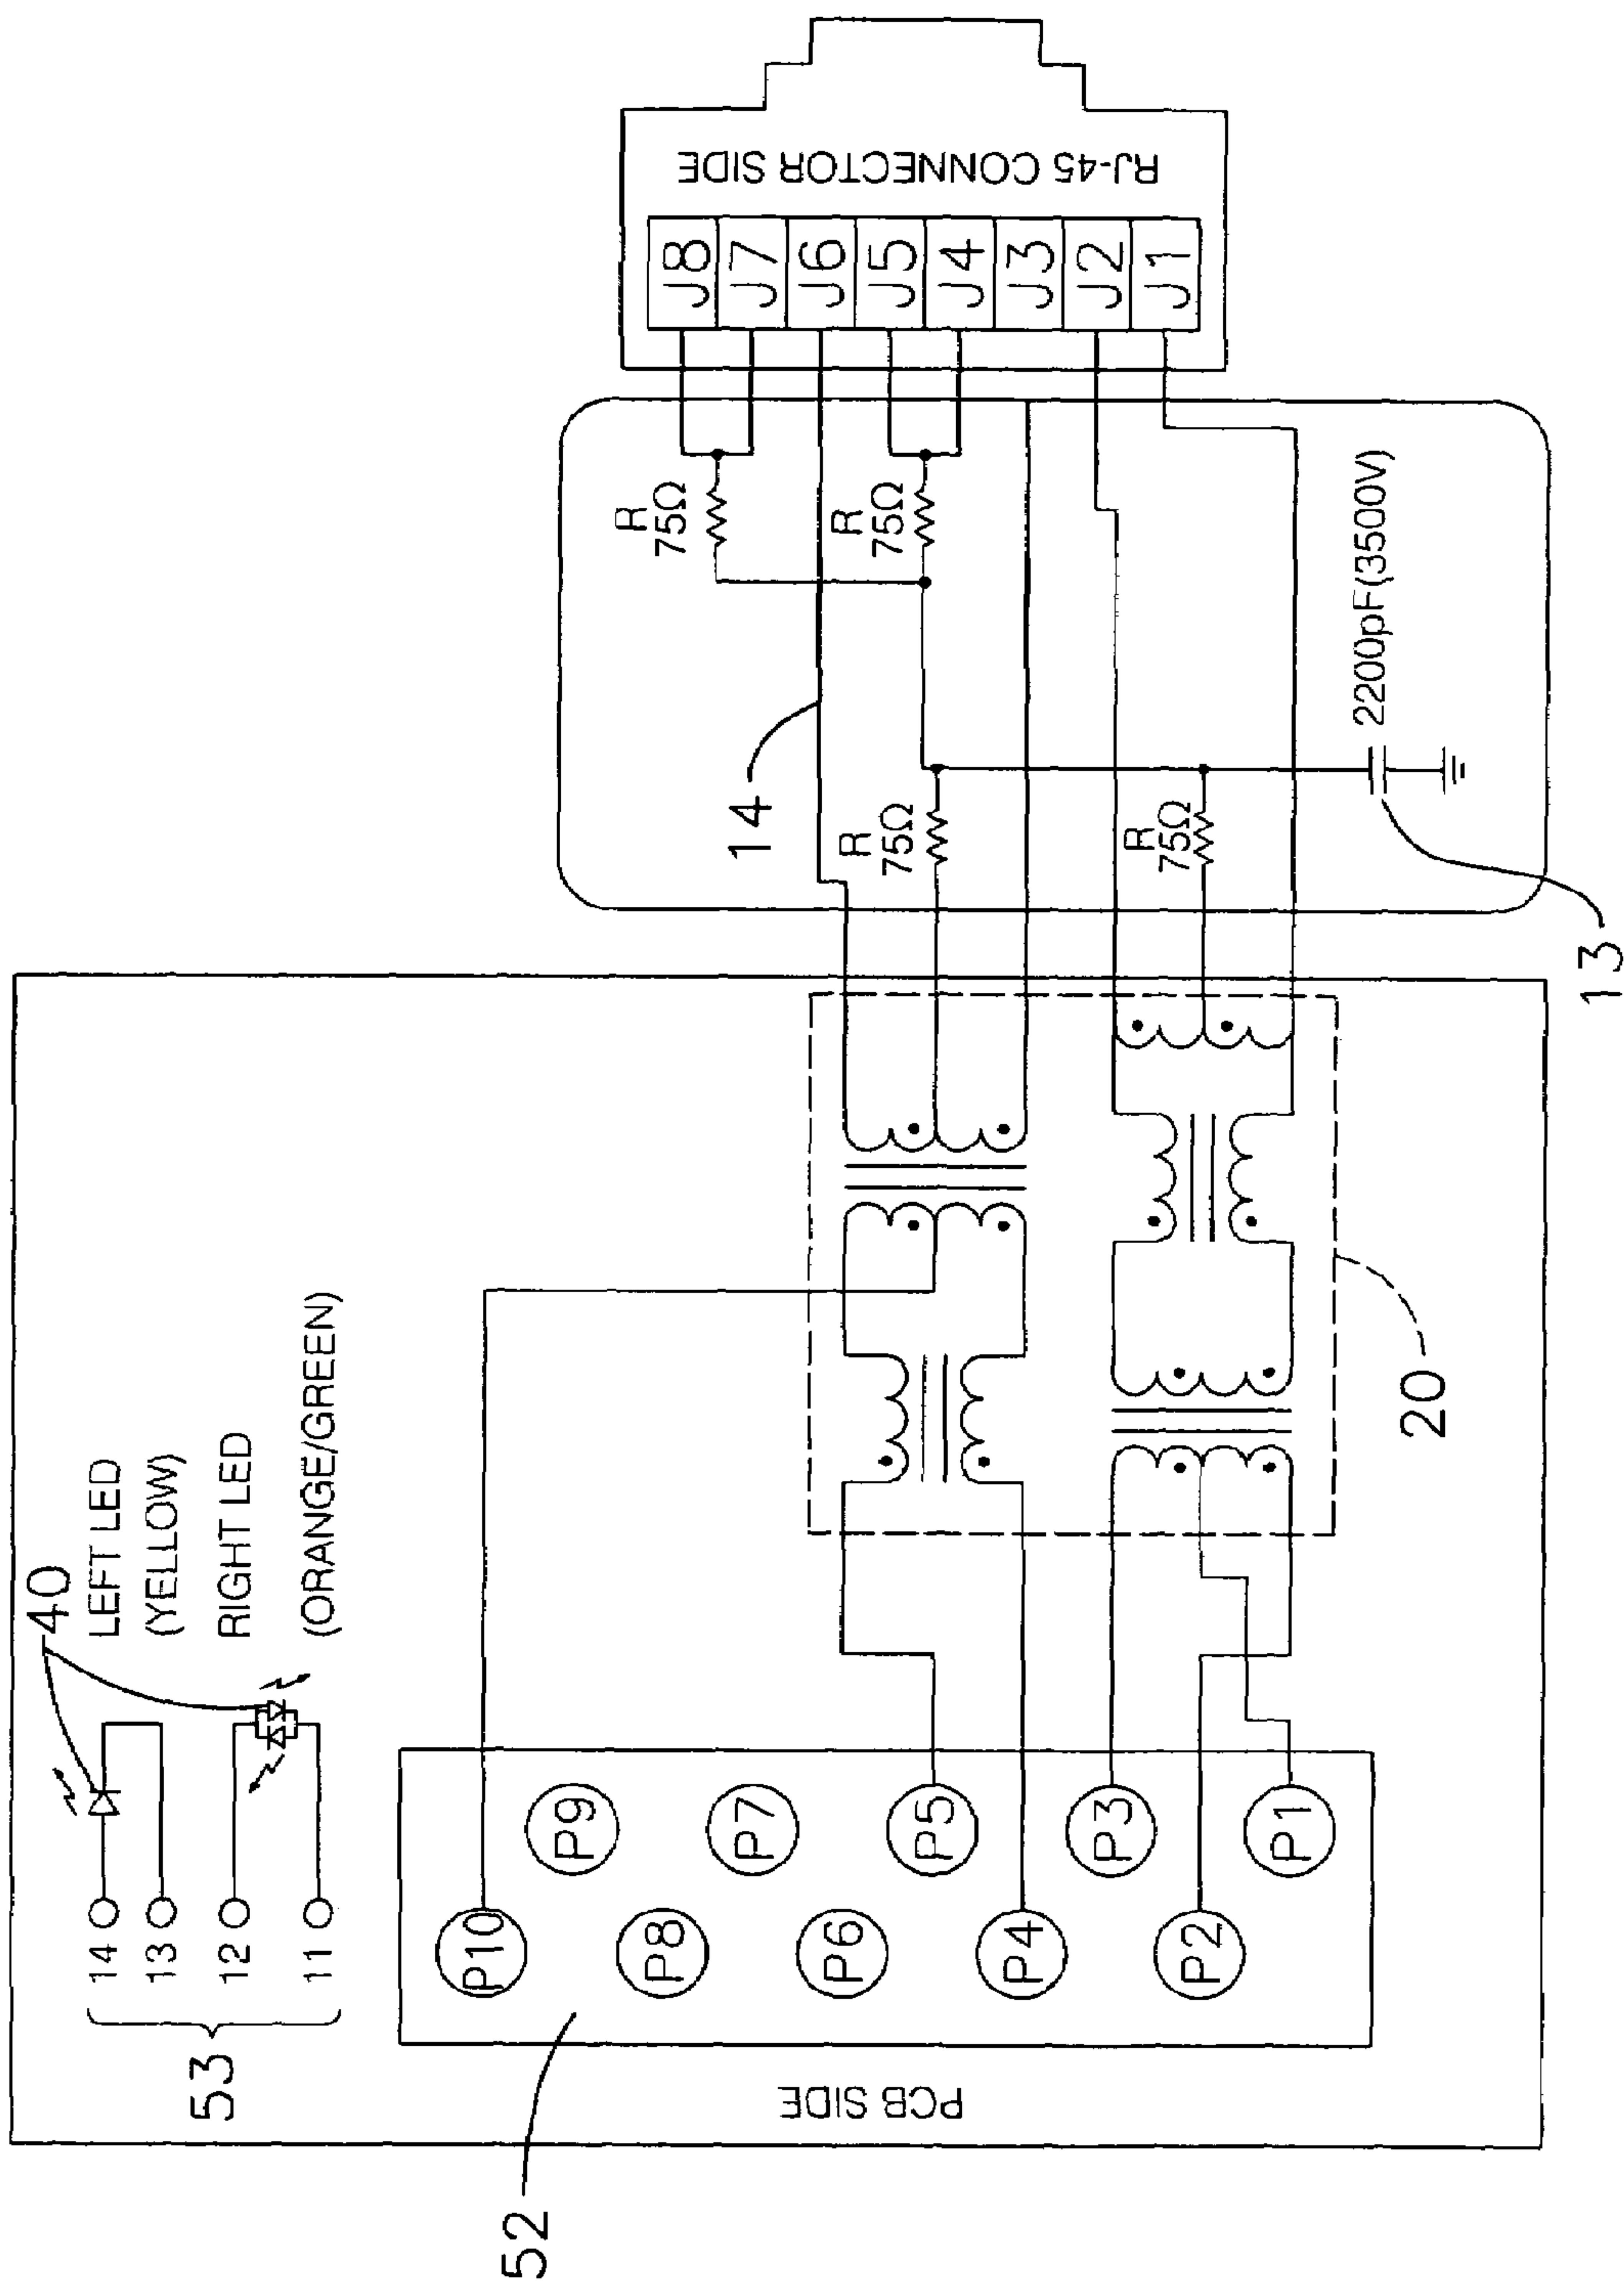 53
14
13
12
11
40
LEFT LED
(YELLOW)
RIGHT LED
(ORANGE/GREEN)
52
PCB SIDE
P10
P9
P8
P7
P6
P5
P4
P3
P2
P1
20
14
R
75Ω
R
75Ω
R
75Ω
R
75Ω
2200pF(3500V)
13
J8
J7
J6
J5
J4
J3
J2
J1
RJ-45 CONNECTOR SIDE